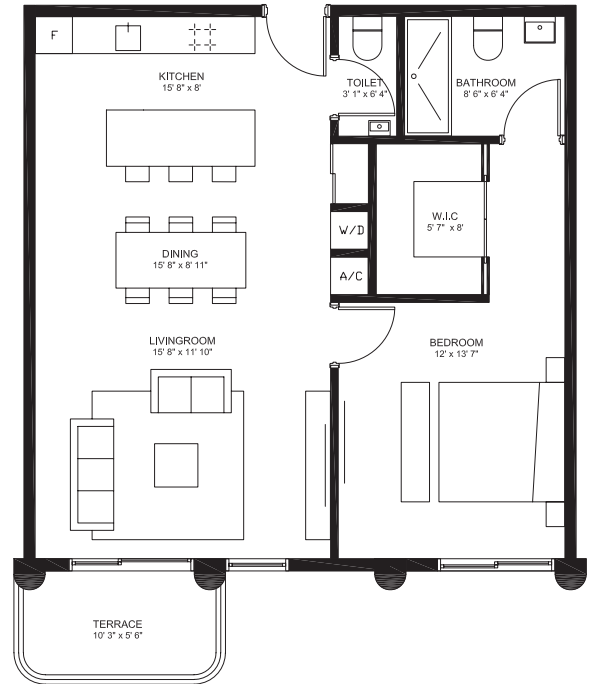 F
KITCHEN
15' 8" x 8'
TOILET
3' 1" x 6' 4"
BATHROOM
8' 6" x 6' 4"
W.I.C
5' 7" x 8'
W/D
DINING
15' 8" x 8' 11"
A/C
LIVINGROOM
15' 8" x 11' 10"
BEDROOM
12' x 13' 7"
TERRACE
10' 3" x 5' 6"